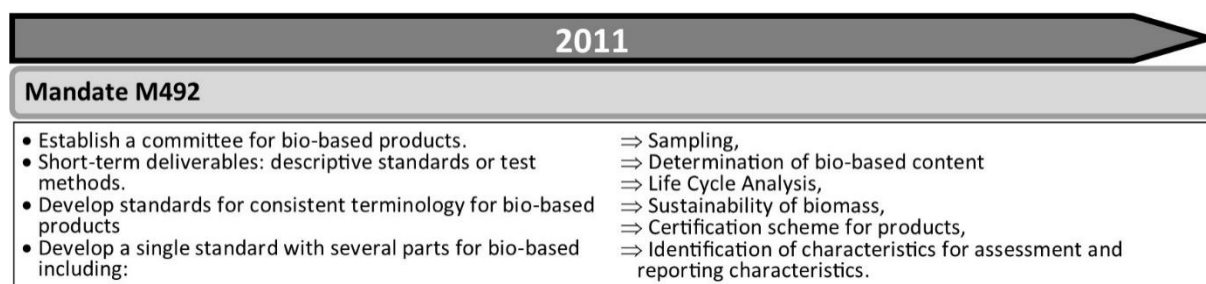 2011
Mandate M492
• Establish a committee for bio-based products.
• Short-term deliverables: descriptive standards or test
methods.
• Develop standards for consistent terminology for bio-based
products
• Develop a single standard with several parts for bio-based
including:
⇒ Sampling,
⇒ Determination of bio-based content
⇒ Life Cycle Analysis,
⇒ Sustainability of biomass,
⇒ Certification scheme for products,
⇒ Identification of characteristics for assessment and
reporting characteristics.